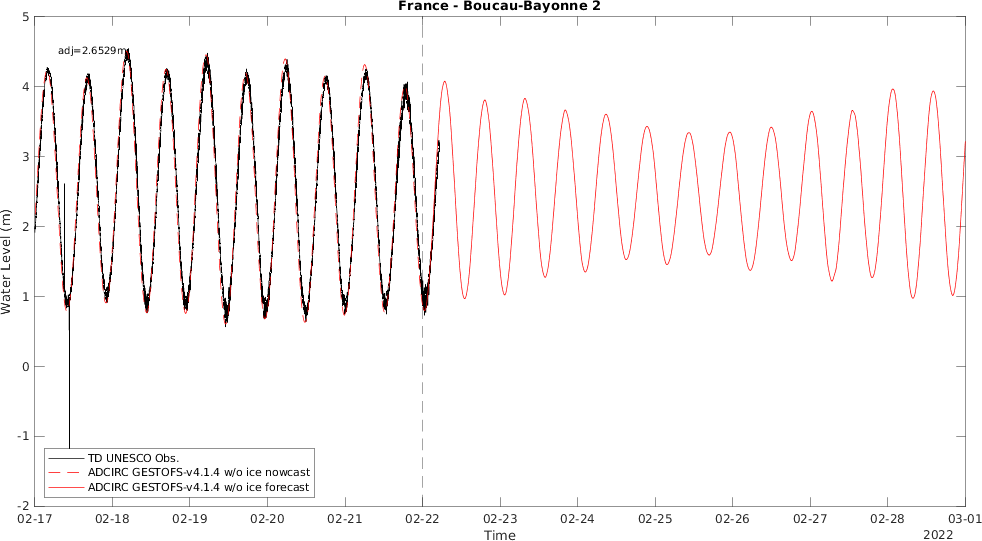 France - Boucau-Bayonne 2
adj=2.6529m
5
4
3
2
1
0
-1
-2
Water Level (m)
TD UNESCO Obs.
ADCIRC GESTOFS-v4.1.4 w/o ice nowcast
ADCIRC GESTOFS-v4.1.4 w/o ice forecast
02-17 02-18 02-19 02-20 02-21 02-22 02-23 02-24 02-25 02-26 02-27 02-28 03-01
Time
2022